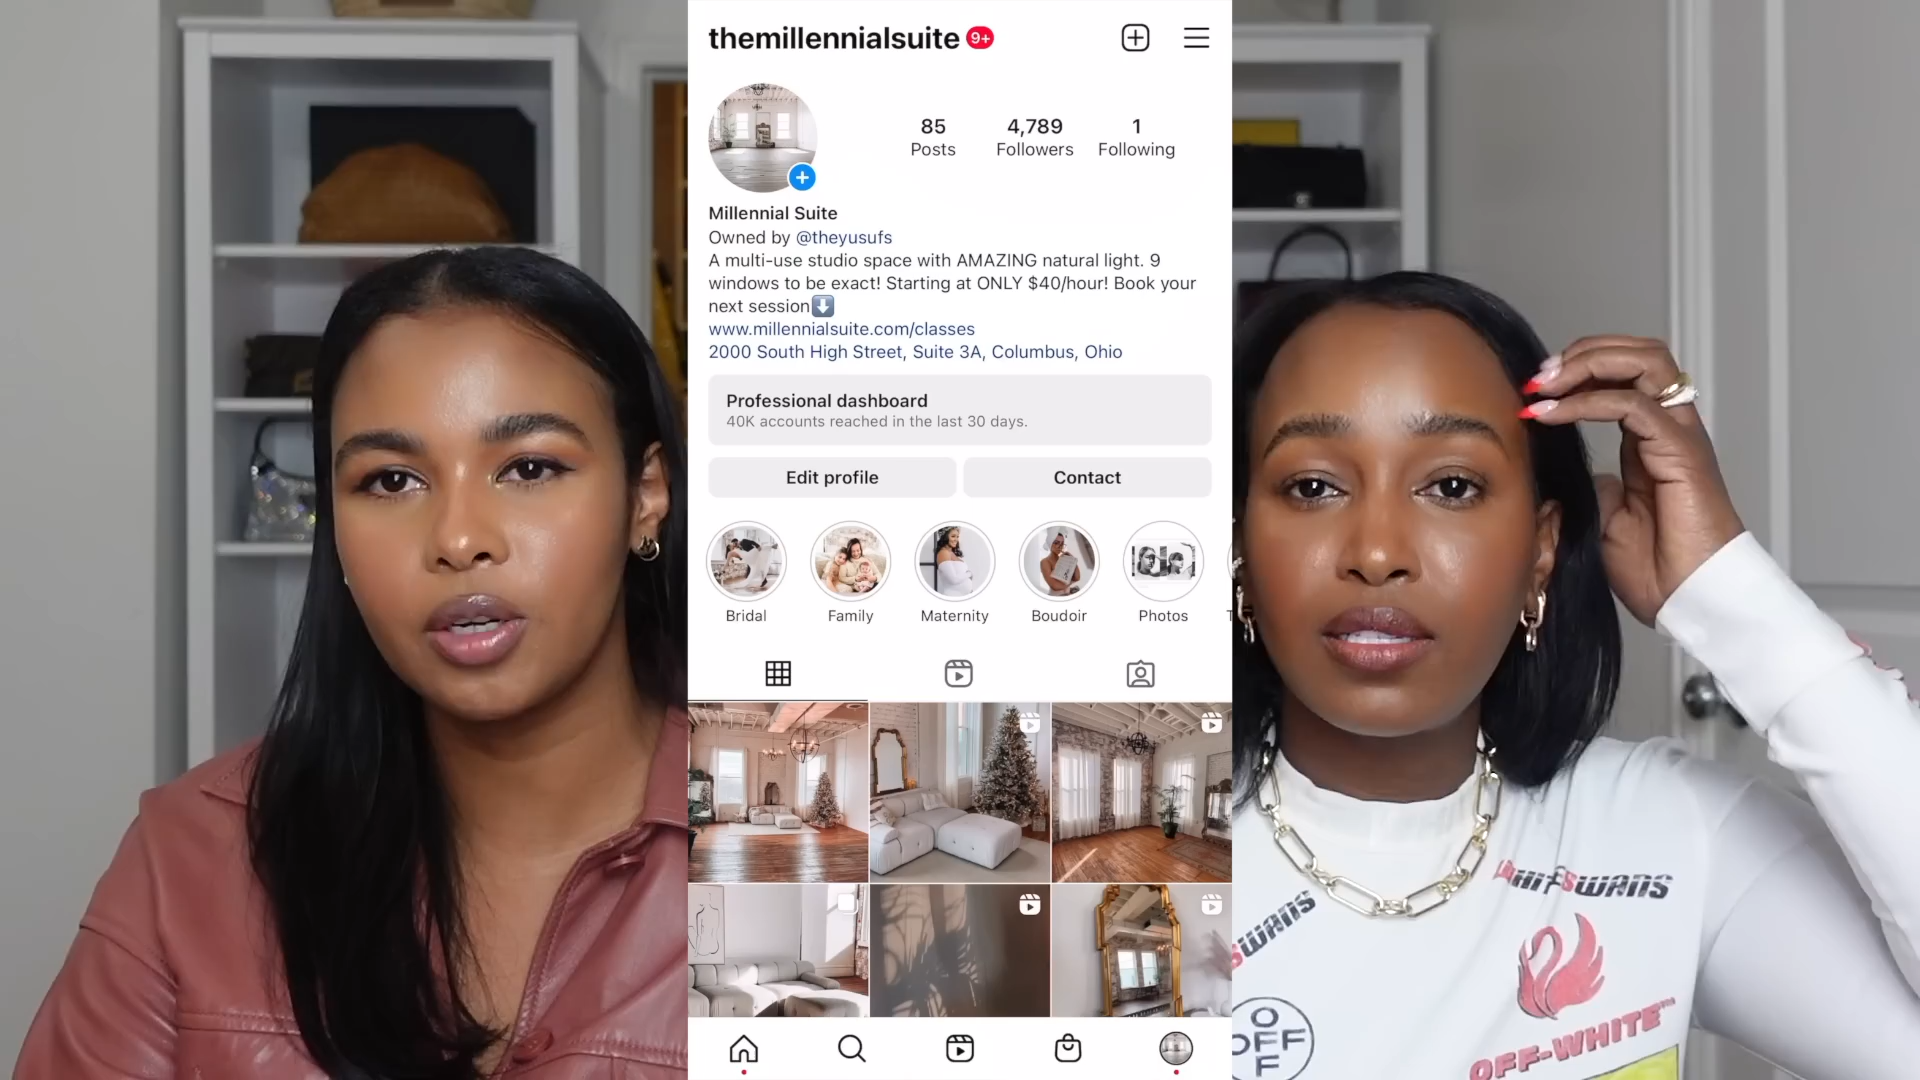 themillennialsuite 9+
85 4,789 1
Posts Followers Following
Millennial Suite
Owned by @theyusufs
A multi-use studio space with AMAZING natural light. 9
windows to be exact! Starting at ONLY $40/hour! Book your
next session⬇️
www.millennialsuite.com/classes
2000 South High Street, Suite 3A, Columbus, Ohio
Professional dashboard
40K accounts reached in the last 30 days.
Edit profile Contact
Bridal Family Maternity Boudoir Photos
SWANS
OFF
OFF-WHITE™